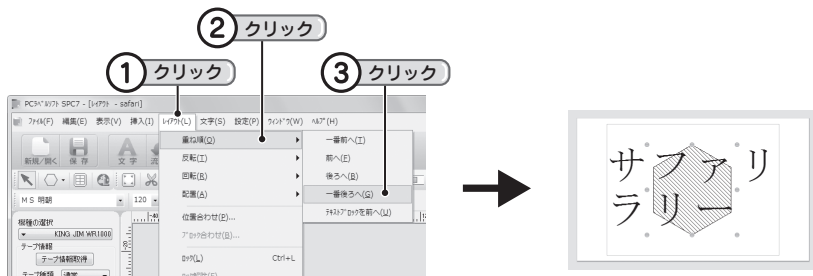 ② クリック
① クリック
③ クリック
PCラベルソフト SPC7 - [レイアウト - safari]
ファイル(F) 編集(E) 表示(V) 挿入(I) レイアウト(L) 文字(S) 設定(P) ウィンドウ(W) ヘルプ(H)
新規/開く 保存 文字
重ね順(O)
反転(T)
回転(R)
配置(A)
位置合わせ(P)...
ブロック合わせ(B)...
ロック(L) Ctrl+L
一番前へ(T)
前へ(F)
後ろへ(B)
一番後ろへ(G)
テキストブロックを前へ(U)
MS 明朝 120
機種の選択
KING JIM WR1000
テープ情報
テープ情報取得
テープ種類 通常
サファリ
ラリー